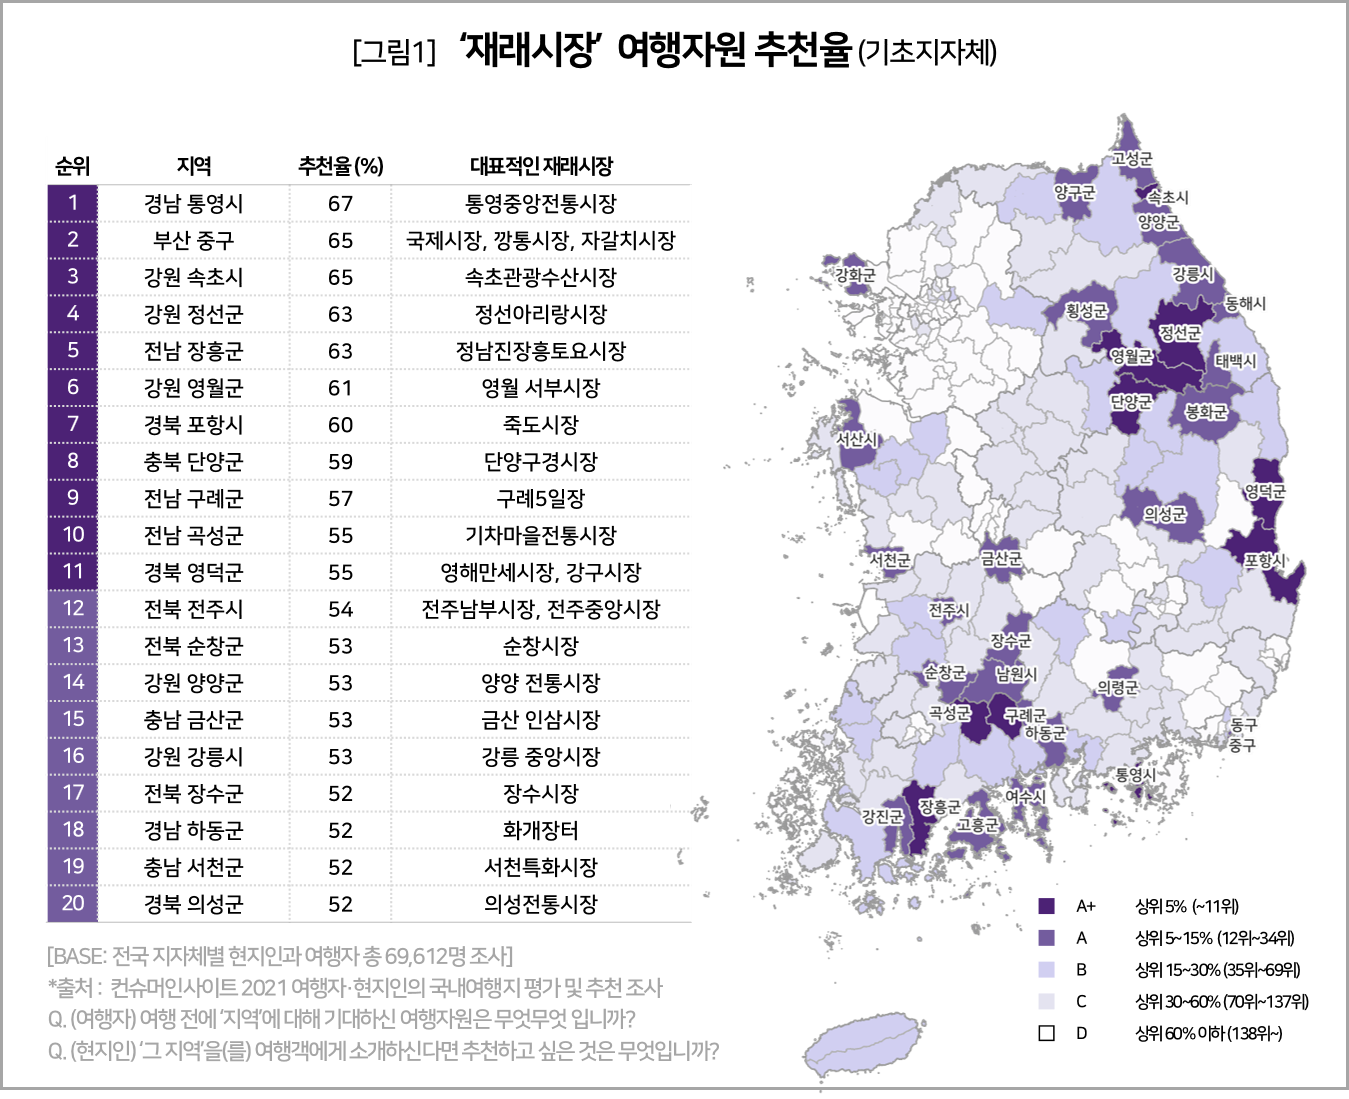 [그림1] ‘재래시장’ 여행자원 추천율 (기초지자체)
순위 지역 추천율 (%) 대표적인 재래시장
1 경남 통영시 67 통영중앙전통시장
2 부산 중구 65 국제시장, 깡통시장, 자갈치시장
3 강원 속초시 65 속초관광수산시장
4 강원 정선군 63 정선아리랑시장
5 전남 장흥군 63 정남진장흥토요시장
6 강원 영월군 61 영월 서부시장
7 경북 포항시 60 죽도시장
8 충북 단양군 59 단양구경시장
9 전남 구례군 57 구례5일장
10 전남 곡성군 55 기차마을전통시장
11 경북 영덕군 55 영해만세시장, 강구시장
12 전북 전주시 54 전주남부시장, 전주중앙시장
13 전북 순창군 53 순창시장
14 강원 양양군 53 양양 전통시장
15 충남 금산군 53 금산 인삼시장
16 강원 강릉시 53 강릉 중앙시장
17 전북 장수군 52 장수시장
18 경남 하동군 52 화개장터
19 충남 서천군 52 서천특화시장
20 경북 의성군 52 의성전통시장
[BASE: 전국 지자체별 현지인과 여행자 총 69,612명 조사]
*출처 : 컨슈머인사이트 2021 여행자·현지인의 국내여행지 평가 및 추천 조사
Q. (여행자) 여행 전에 ‘지역’에 대해 기대하신 여행자원은 무엇무엇 입니까?
Q. (현지인) ‘그 지역’을(를) 여행객에게 소개하신다면 추천하고 싶은 것은 무엇입니까?
고성군
양구군
속초시
양양군
강릉시
강화군
동해시
횡성군
정선군
영월군
태백시
단양군
봉화군
서산시
영덕군
의성군
서천군
금산군
포항시
전주시
장수군
순창군
남원시
의령군
곡성군
구례군
하동군
동구
중구
통영시
여수시
장흥군
강진군
고흥군
A+ 상위 5% (~11위)
A 상위 5~15% (12위~34위)
B 상위 15~30% (35위~69위)
C 상위 30~60% (70위~137위)
D 상위 60% 이하 (138위~)